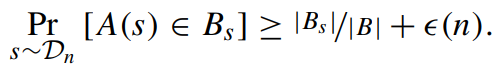 Pr [A(s) ∈ B_s] ≥ |B_s|/|B| + ϵ(n).
s∼𝒟_n